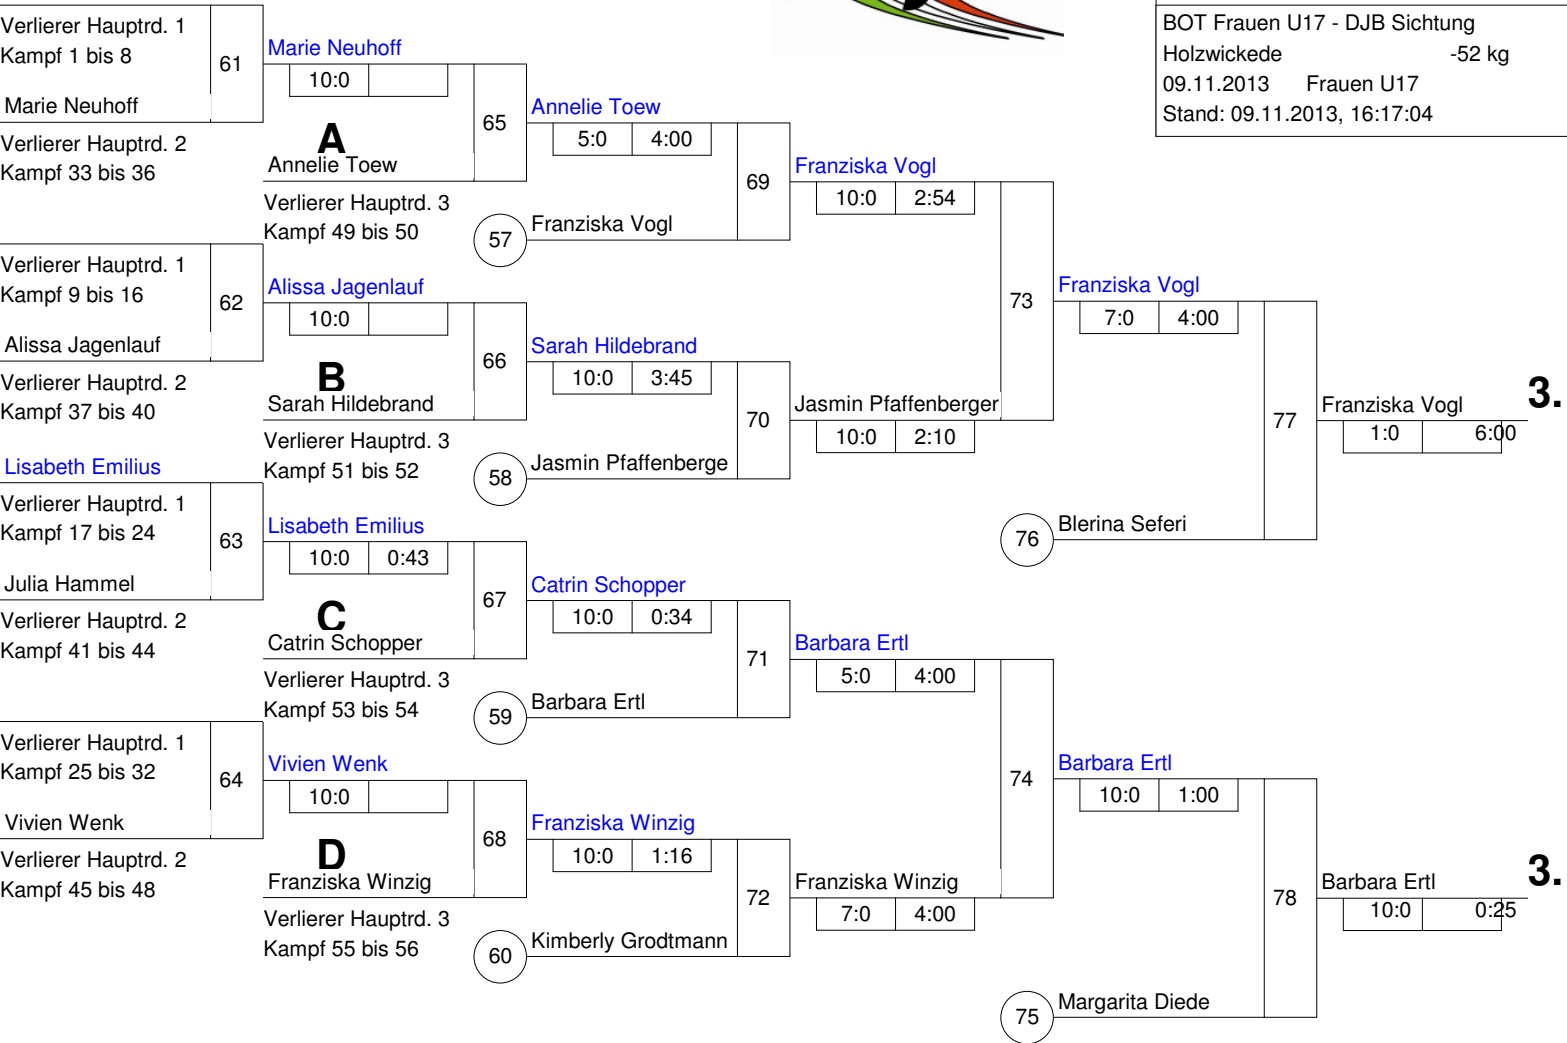 BOT Frauen U17 - DJB Sichtung
Holzwickede -52 kg
09.11.2013 Frauen U17
Stand: 09.11.2013, 16:17:04
Verlierer Hauptrd. 1
Kampf 1 bis 8
61
Marie Neuhoff
Verlierer Hauptrd. 2
Kampf 33 bis 36
Verlierer Hauptrd. 1
Kampf 9 bis 16
62
Alissa Jagenlauf
Verlierer Hauptrd. 2
Kampf 37 bis 40
Lisabeth Emilius
Verlierer Hauptrd. 1
Kampf 17 bis 24
63
Julia Hammel
Verlierer Hauptrd. 2
Kampf 41 bis 44
Verlierer Hauptrd. 1
Kampf 25 bis 32
64
Vivien Wenk
Verlierer Hauptrd. 2
Kampf 45 bis 48
Marie Neuhoff
10:0
65
A
Annelie Toew
Verlierer Hauptrd. 3
Kampf 49 bis 50
Alissa Jagenlauf
10:0
66
B
Sarah Hildebrand
Verlierer Hauptrd. 3
Kampf 51 bis 52
Lisabeth Emilius
10:0 0:43
67
C
Catrin Schopper
Verlierer Hauptrd. 3
Kampf 53 bis 54
Vivien Wenk
10:0
68
D
Franziska Winzig
Verlierer Hauptrd. 3
Kampf 55 bis 56
Annelie Toew
5:0 4:00
69
57 Franziska Vogl
Sarah Hildebrand
10:0 3:45
70
58 Jasmin Pfaffenberge
Catrin Schopper
10:0 0:34
71
59 Barbara Ertl
Franziska Winzig
10:0 1:16
72
60 Kimberly Grodtmann
Franziska Vogl
10:0 2:54
73
Jasmin Pfaffenberger
10:0 2:10
Barbara Ertl
5:0 4:00
74
Franziska Winzig
7:0 4:00
Franziska Vogl
7:0 4:00
77
76 Blerina Seferi
Barbara Ertl
10:0 1:00
78
75 Margarita Diede
Franziska Vogl 3.
1:0 6:00
Barbara Ertl 3.
10:0 0:25